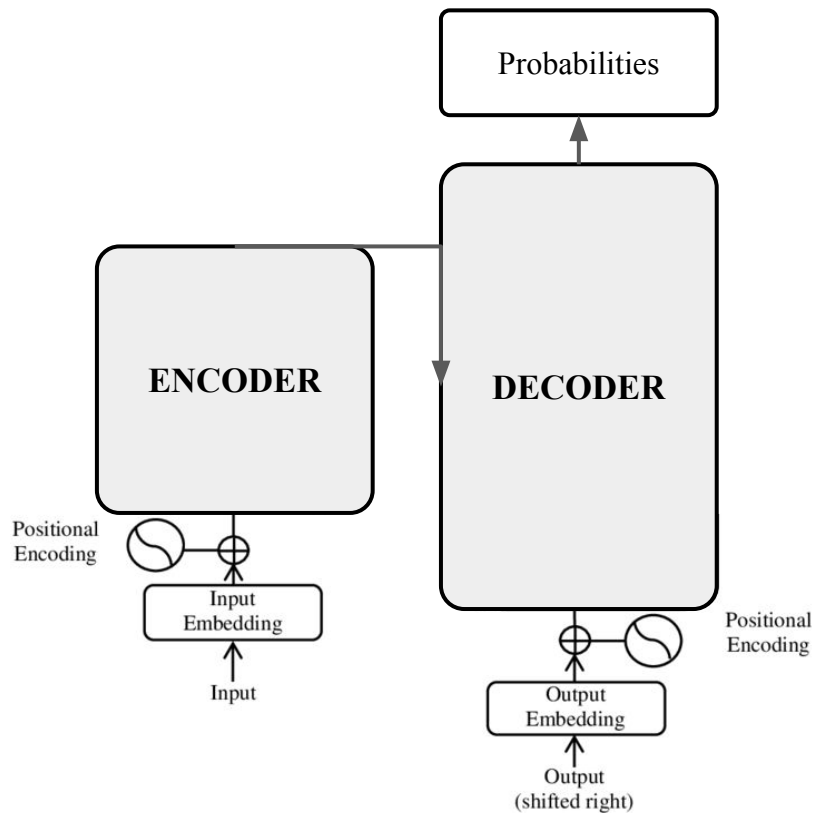 Probabilities
ENCODER
DECODER
Positional
Encoding
Input
Embedding
Input
Positional
Encoding
Output
Embedding
Output
(shifted right)